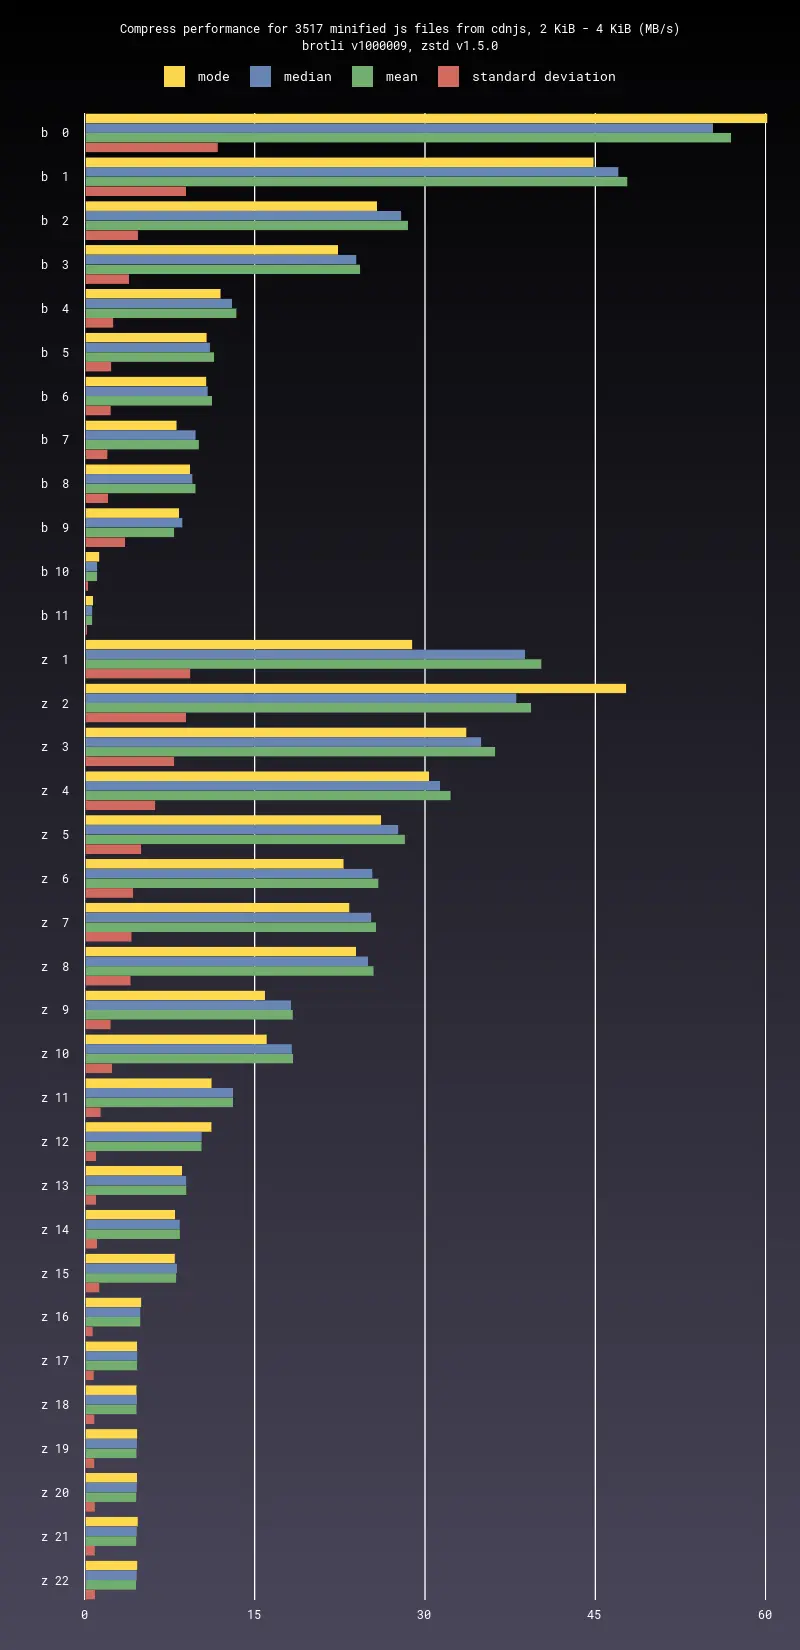 Compress performance for 3517 minified js files from cdnjs, 2 KiB - 4 KiB (MB/s)
brotli v1000009, zstd v1.5.0
mode median mean standard deviation
b 0
b 1
b 2
b 3
b 4
b 5
b 6
b 7
b 8
b 9
b 10
b 11
z 1
z 2
z 3
z 4
z 5
z 6
z 7
z 8
z 9
z 10
z 11
z 12
z 13
z 14
z 15
z 16
z 17
z 18
z 19
z 20
z 21
z 22
0 15 30 45 60